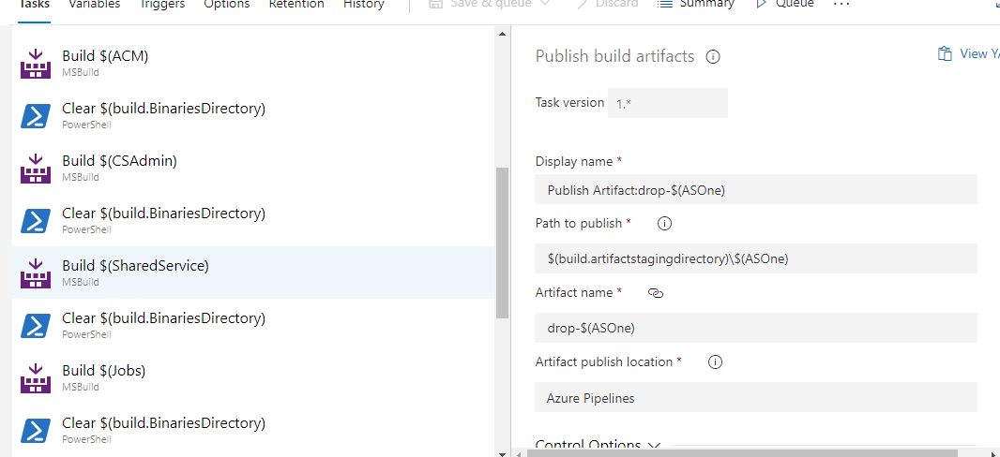 Tasks Variables Triggers Options Retention History Save & queue Discard Summary Queue ...
Build $(ACM)
MSBuild
Clear $(build.BinariesDirectory)
PowerShell
Build $(CSAdmin)
MSBuild
Clear $(build.BinariesDirectory)
PowerShell
Build $(SharedService)
MSBuild
Clear $(build.BinariesDirectory)
PowerShell
Build $(Jobs)
MSBuild
Clear $(build.BinariesDirectory)
PowerShell
Publish build artifacts
View YA
Task version 1.*
Display name *
Publish Artifact:drop-$(ASOne)
Path to publish *
$(build.artifactstagingdirectory)\$(ASOne)
Artifact name *
drop-$(ASOne)
Artifact publish location *
Azure Pipelines
Control Options